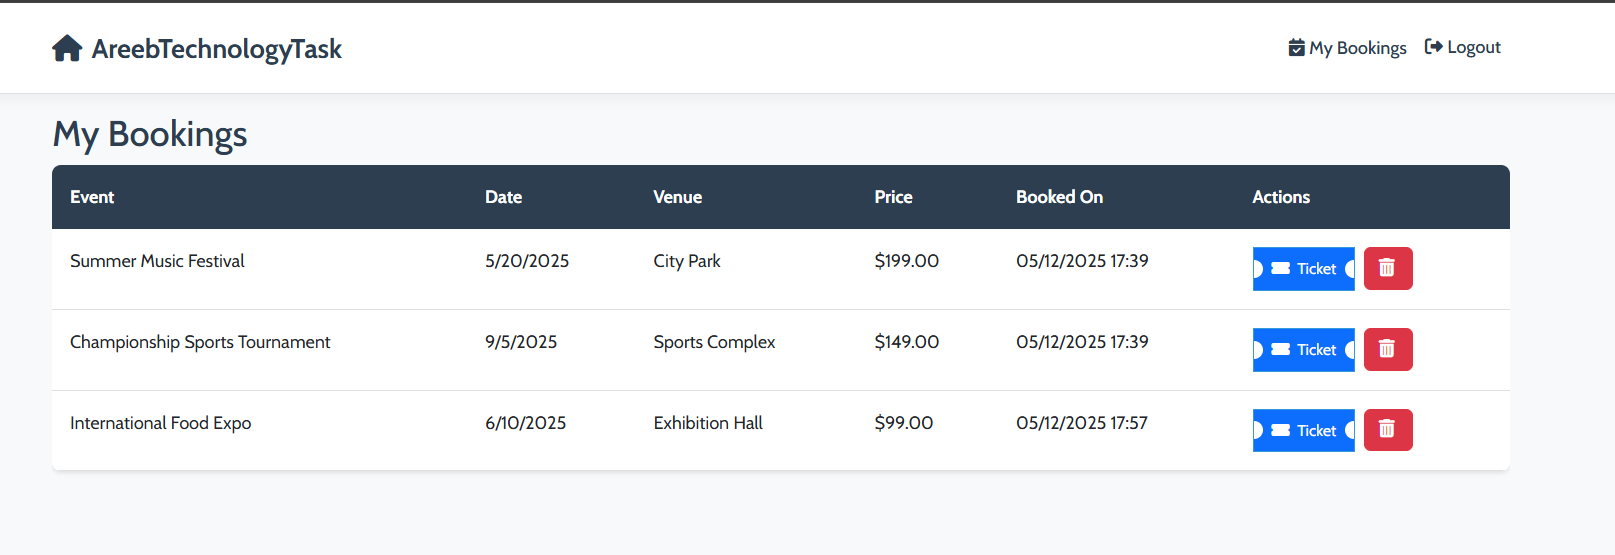 AreebTechnologyTask My Bookings Logout
My Bookings
Event Date Venue Price Booked On Actions
Summer Music Festival 5/20/2025 City Park $199.00 05/12/2025 17:39 Ticket
Championship Sports Tournament 9/5/2025 Sports Complex $149.00 05/12/2025 17:39 Ticket
International Food Expo 6/10/2025 Exhibition Hall $99.00 05/12/2025 17:57 Ticket